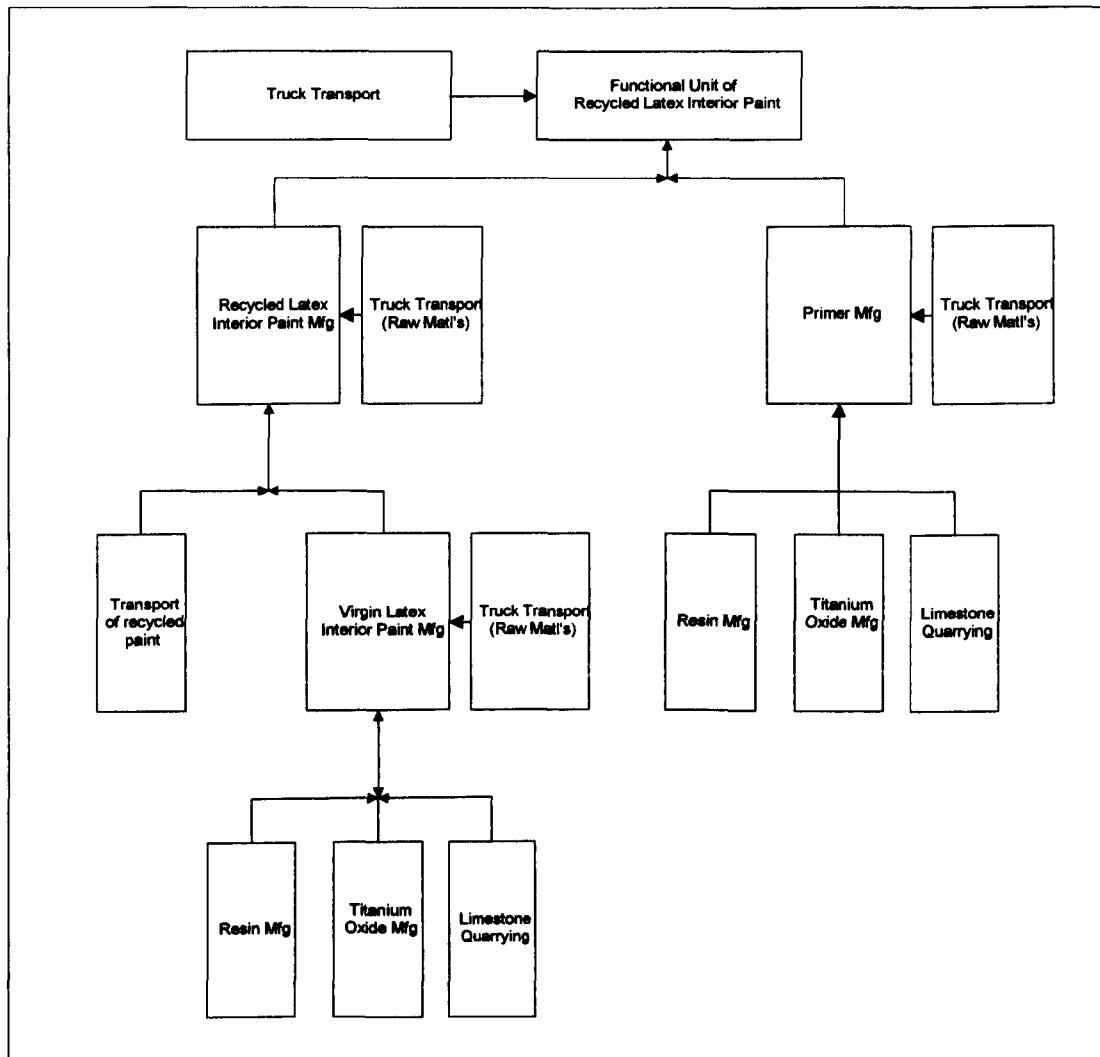 Truck Transport
Functional Unit of
Recycled Latex Interior Paint
Recycled Latex
Interior Paint Mfg
Truck Transport
(Raw Matl's)
Primer Mfg
Truck Transport
(Raw Matl's)
Transport
of recycled
paint
Virgin Latex
Interior Paint Mfg
Truck Transport
(Raw Matl's)
Resin Mfg
Titanium
Oxide Mfg
Limestone
Quarrying
Resin Mfg
Titanium
Oxide Mfg
Limestone
Quarrying